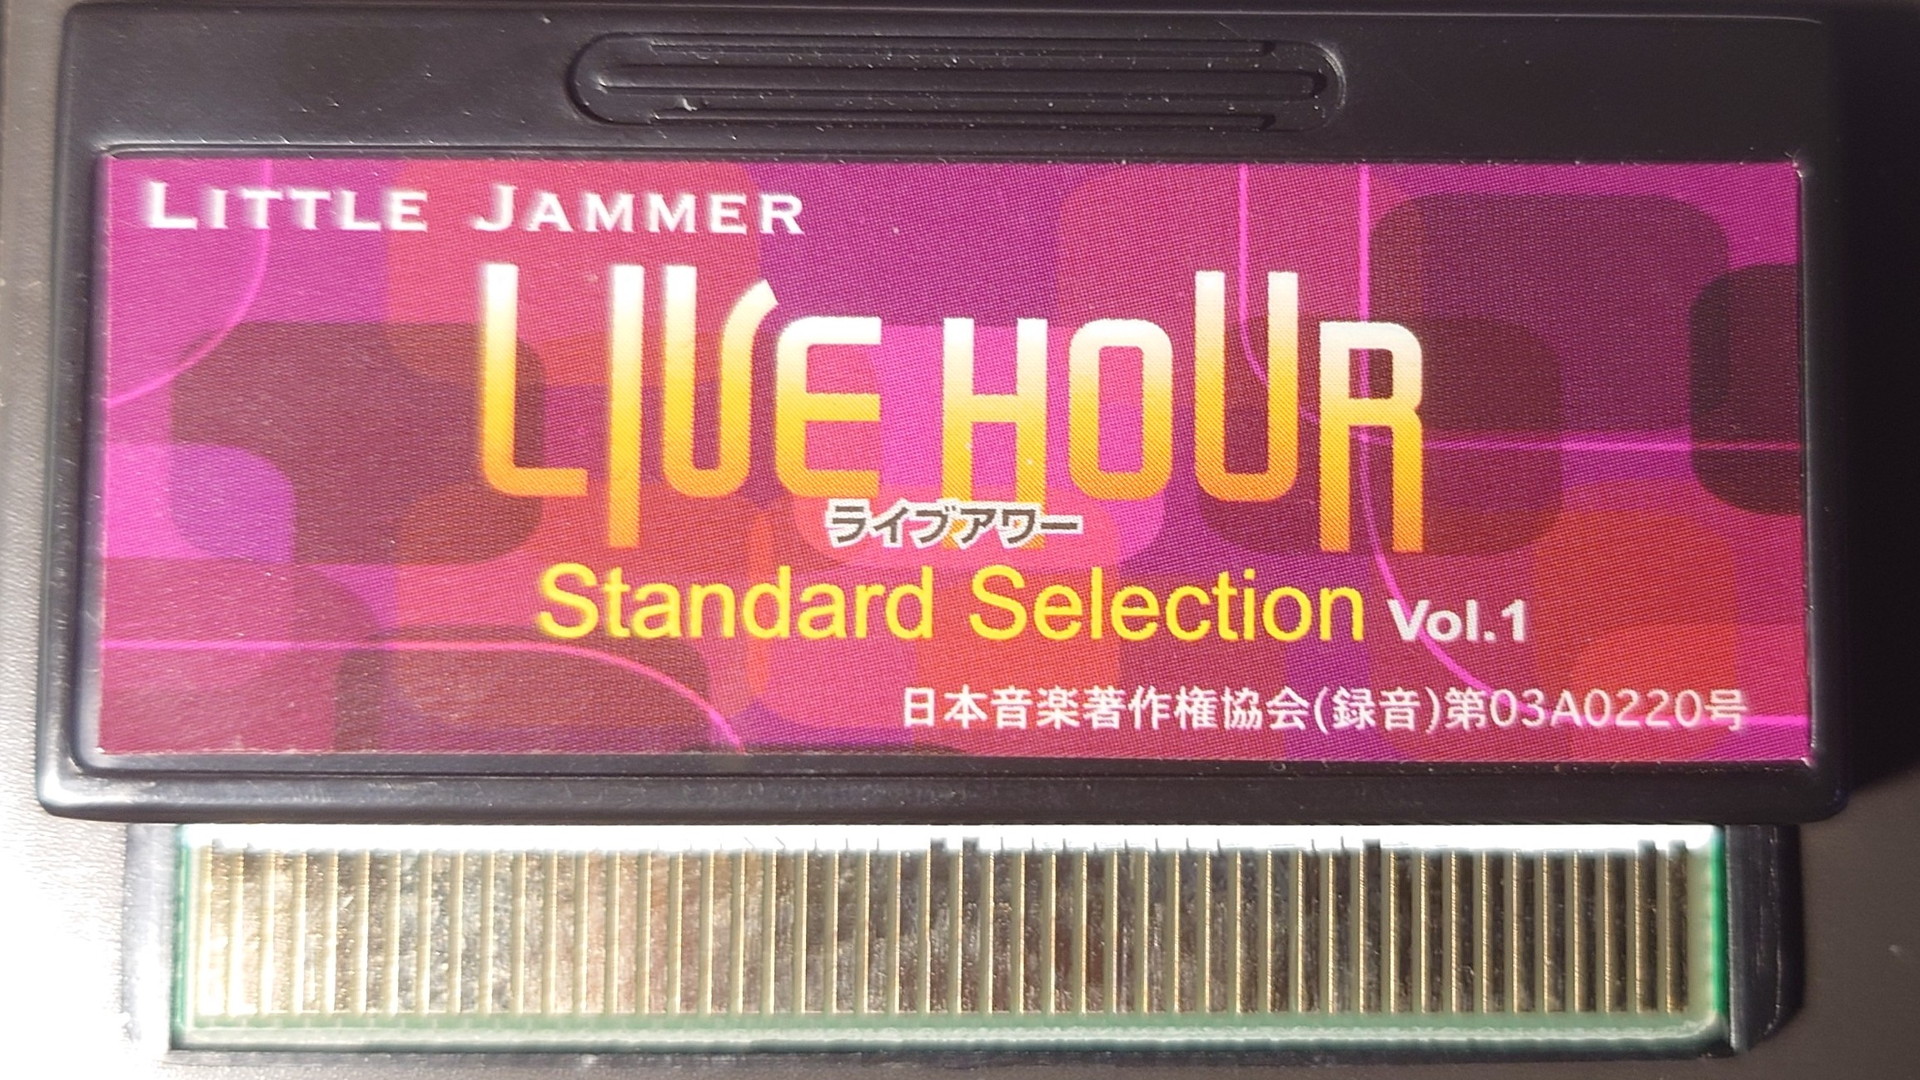 LITTLE JAMMER
LIVE HOUR
ライブアワー
Standard Selection Vol.1
日本音楽著作権協会(録音)第03A0220号